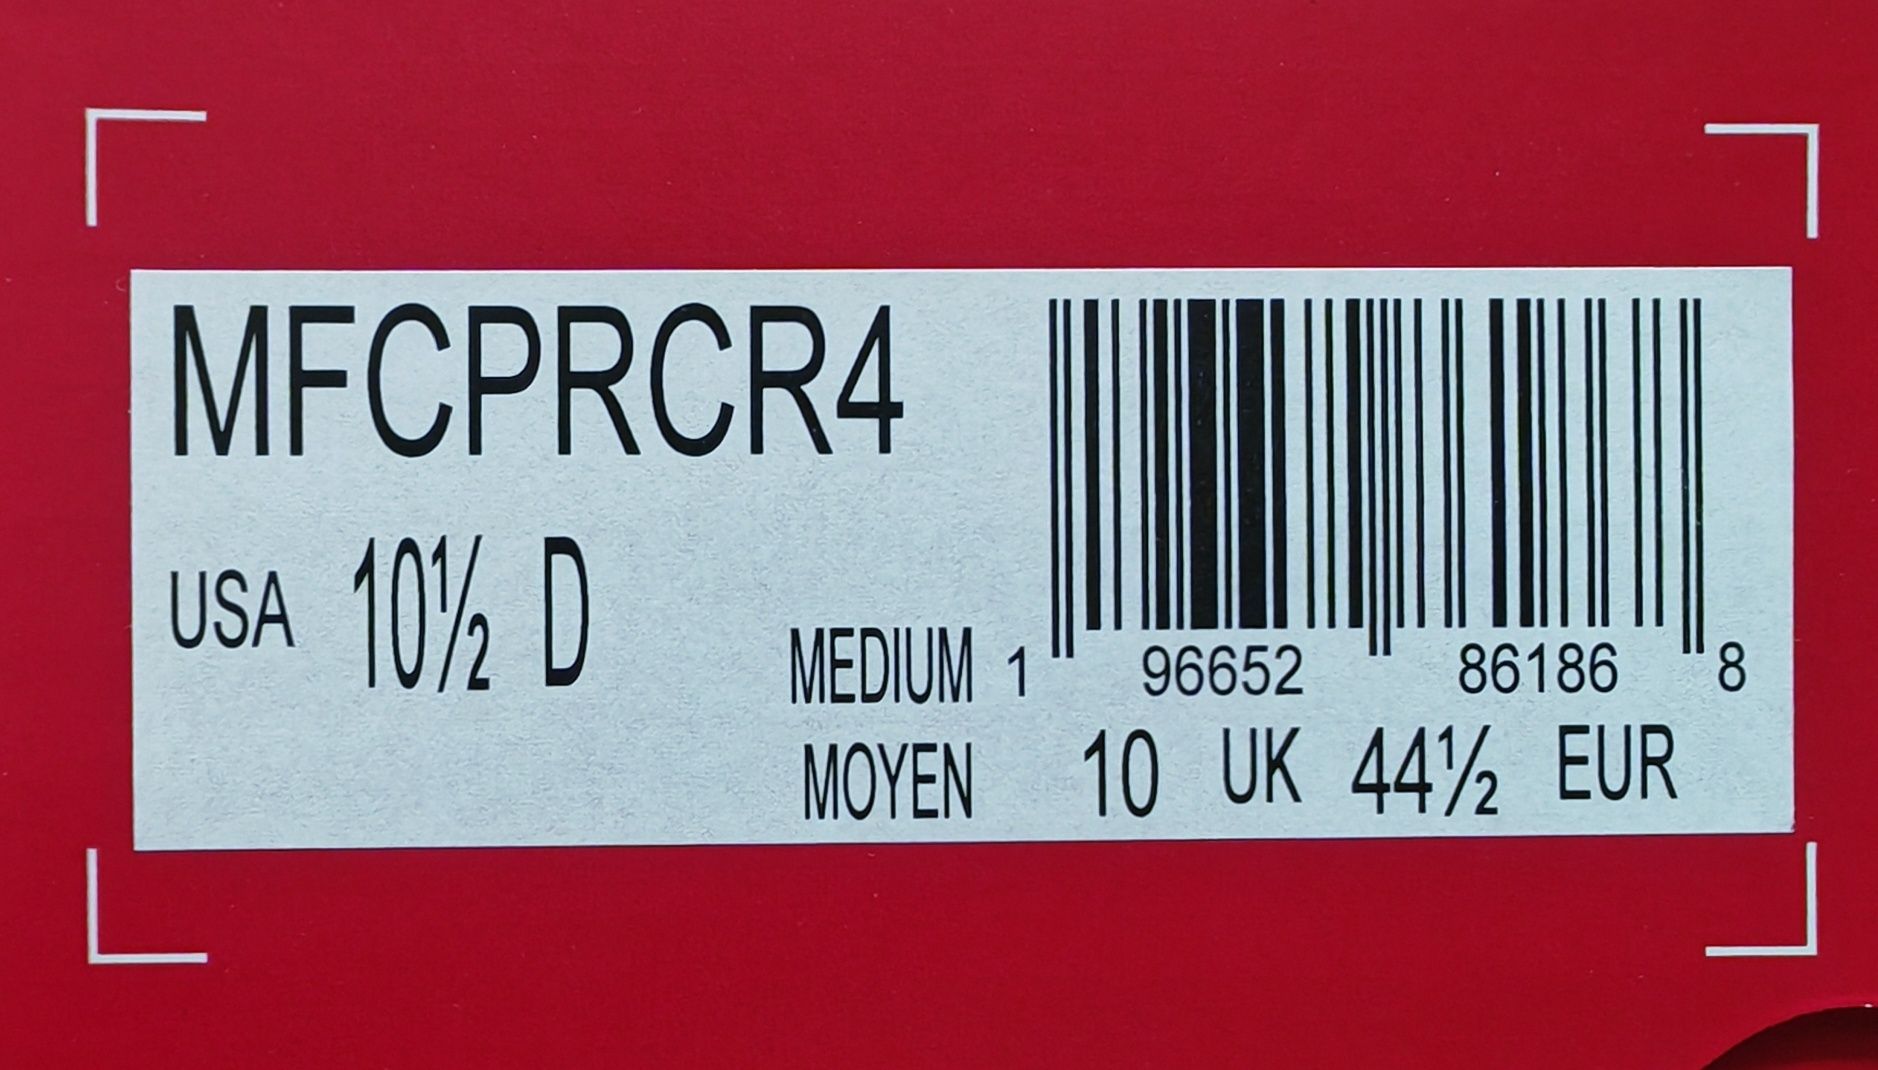 MFCPRCR4
USA 10½ D
MEDIUM
MOYEN
1 96652 86186 8
10 UK 44½ EUR